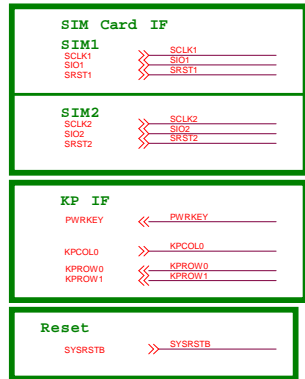 SIM Card IF
SIM1
SCLK1 SCLK1
SIO1 SIO1
SRST1 SRST1
SIM2
SCLK2 SCLK2
SIO2 SIO2
SRST2 SRST2
KP IF
PWRKEY PWRKEY
KPCOL0 KPCOL0
KPROW0 KPROW0
KPROW1 KPROW1
Reset
SYSRSTB SYSRSTB